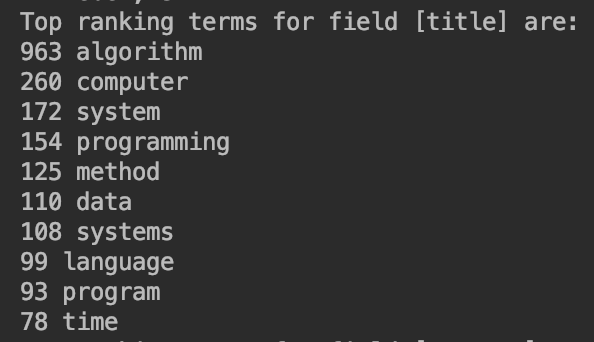 Top ranking terms for field [title] are:
963 algorithm
260 computer
172 system
154 programming
125 method
110 data
108 systems
99 language
93 program
78 time